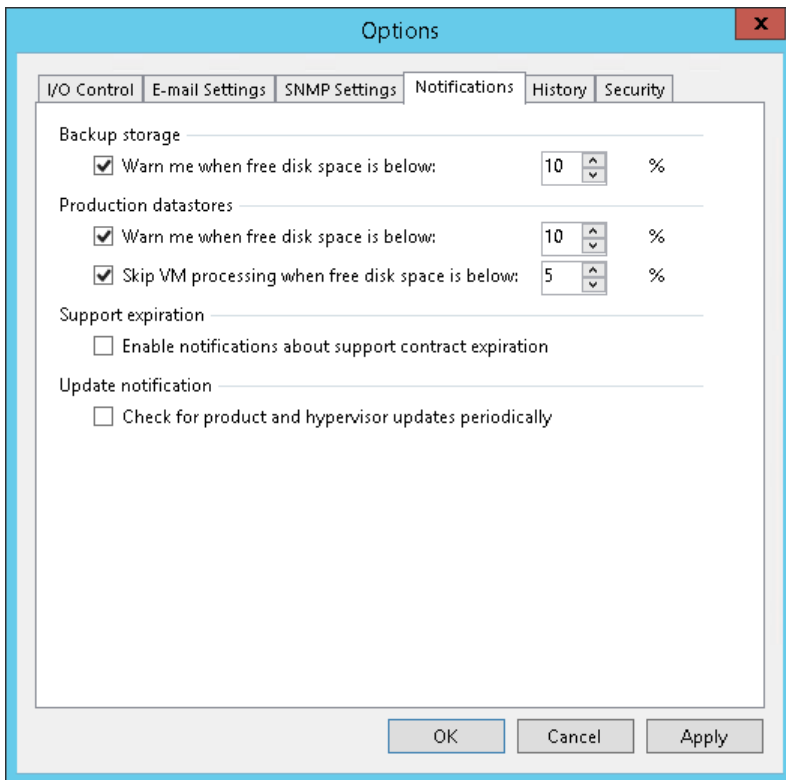 Options
x
I/O Control E-mail Settings SNMP Settings Notifications History Security
Backup storage
Warn me when free disk space is below: 10 %
Production datastores
Warn me when free disk space is below: 10 %
Skip VM processing when free disk space is below: 5 %
Support expiration
Enable notifications about support contract expiration
Update notification
Check for product and hypervisor updates periodically
OK Cancel Apply